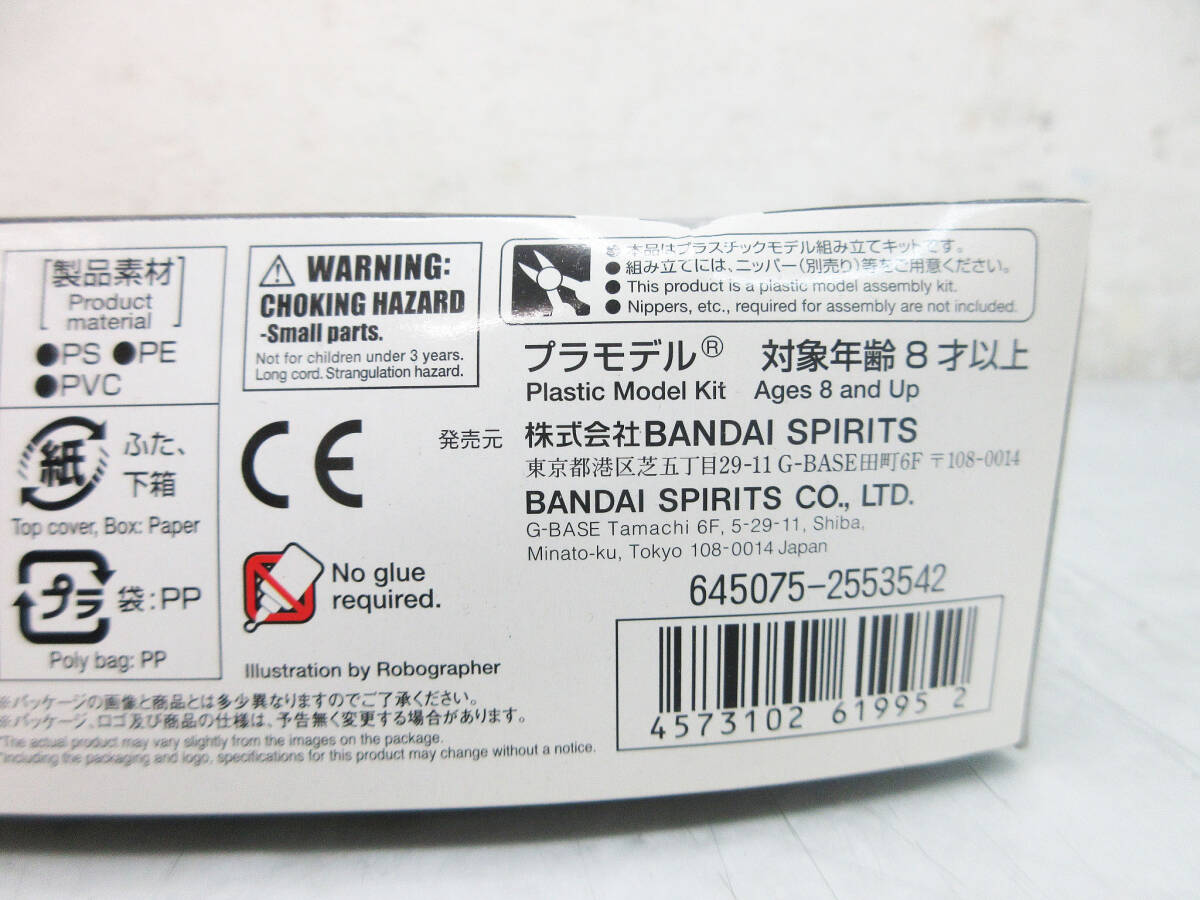 [製品素材]
Product
material
●PS ●PE
●PVC
紙
ふた、
下箱
Top cover, Box: Paper
プラ
袋:PP
Poly bag: PP
⚠ WARNING:
CHOKING HAZARD
-Small parts.
Not for children under 3 years.
Long cord. Strangulation hazard.
CE
No glue
required.
Illustration by Robographer
本品はプラスチックモデル組み立てキットです。
●組み立てには、ニッパー(別売り)等をご用意ください。
●This product is a plastic model assembly kit.
●Nippers, etc., required for assembly are not included.
プラモデル® 対象年齢8才以上
Plastic Model Kit Ages 8 and Up
発売元 株式会社BANDAI SPIRITS
東京都港区芝五丁目29-11 G-BASE田町6F 〒108-0014
BANDAI SPIRITS CO., LTD.
G-BASE Tamachi 6F, 5-29-11, Shiba,
Minato-ku, Tokyo 108-0014 Japan
645075-2553542
4573102 61995 2
※パッケージの画像と商品とは多少異なりますのでご了承ください。
※パッケージ、ロゴ及び商品の仕様は、予告無く変更する場合があります。
*The actual product may vary slightly from the images on the package.
*Including the packaging and logo, specifications for this product may change without a notice.